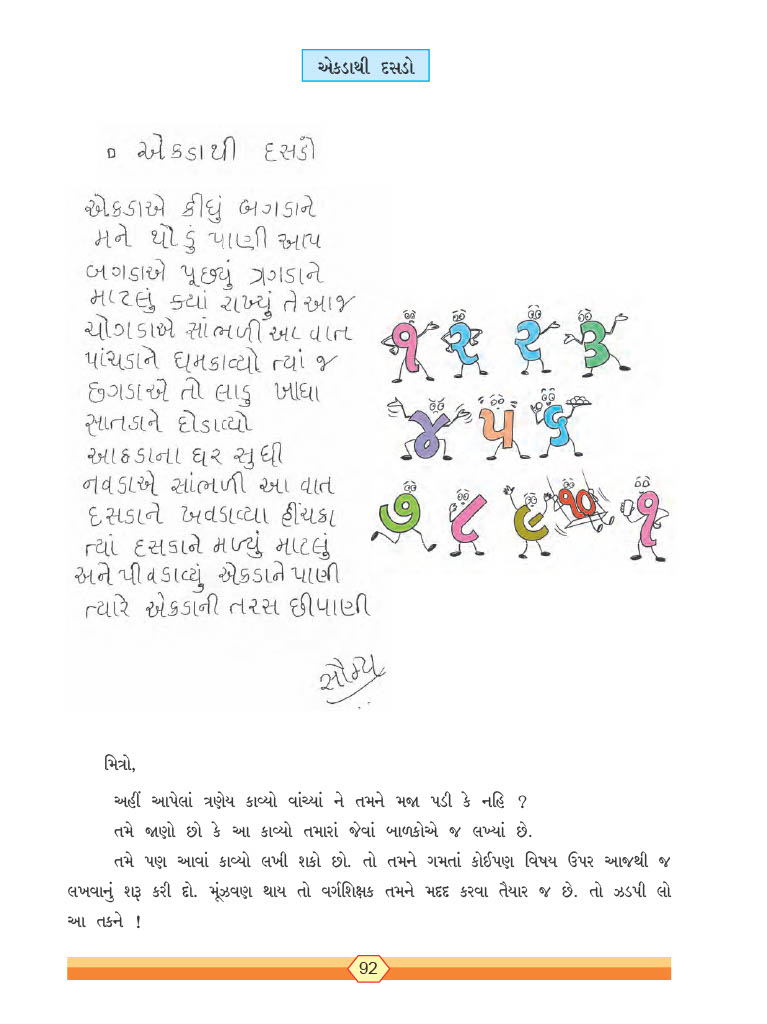 એકડાથી દસડો
▫ એકડાથી દસડો
એકડાએ કીધું બગડાને
મને થોડું પાણી આપ
બગડાએ પૂછ્યું ત્રગડાને
માટલું ક્યાં રાખ્યું તે આજ
ચોગડાએ સાંભળી આ વાત
પાંચડાને ધમકાવ્યો ત્યાં જ
છગડાએ તો લાડુ ખાધા
સાતડાને દોડાવ્યો
આઠડાના ઘર સુધી
નવડાએ સાંભળી આ વાત
દસડાને ખવડાવ્યા હીંચકા
ત્યાં દસડાને મળ્યું માટલું
અને પીવડાવ્યું એકડાને પાણી
ત્યારે એકડાની તરસ છીપાણી
૧ ૨ ૨ ૩
૪ ૫ ૬
૭ ૮ ૯ ૧૦ ૧
સૌમ્ય
મિત્રો,
અહીં આપેલાં ત્રણેય કાવ્યો વાંચ્યાં ને તમને મજા પડી કે નહિ ?
તમે જાણો છો કે આ કાવ્યો તમારાં જેવાં બાળકોએ જ લખ્યાં છે.
તમે પણ આવાં કાવ્યો લખી શકો છો. તો તમને ગમતાં કોઈપણ વિષય ઉપર આજથી જ
લખવાનું શરૂ કરી દો. મૂંઝવણ થાય તો વર્ગશિક્ષક તમને મદદ કરવા તૈયાર જ છે. તો ઝડપી લો
આ તકને !
92